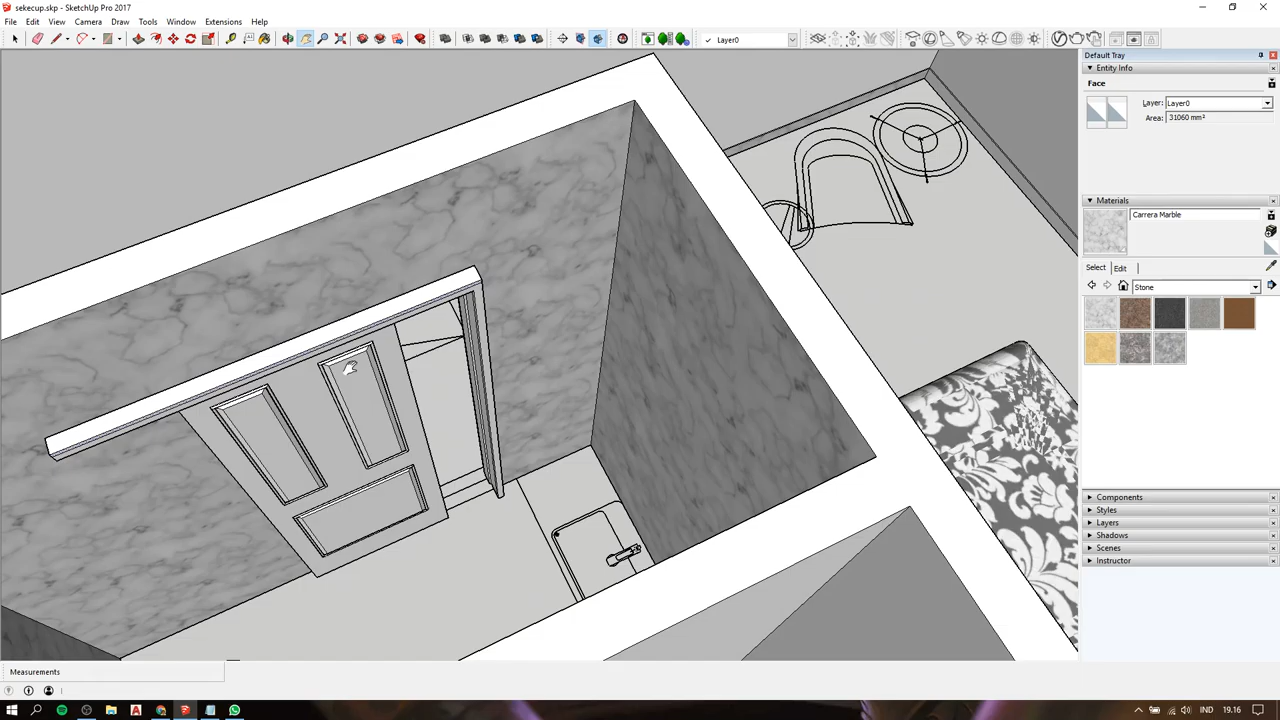 sekecup.skp - SketchUp Pro 2017
File Edit View Camera Draw Tools Window Extensions Help
Layer0
Default Tray
Entity Info
Face
Layer: Layer0
Area: 31060 mm²
Materials
Carrera Marble
Select Edit
Stone
Components
Styles
Layers
Shadows
Scenes
Instructor
Measurements
IND 19.16